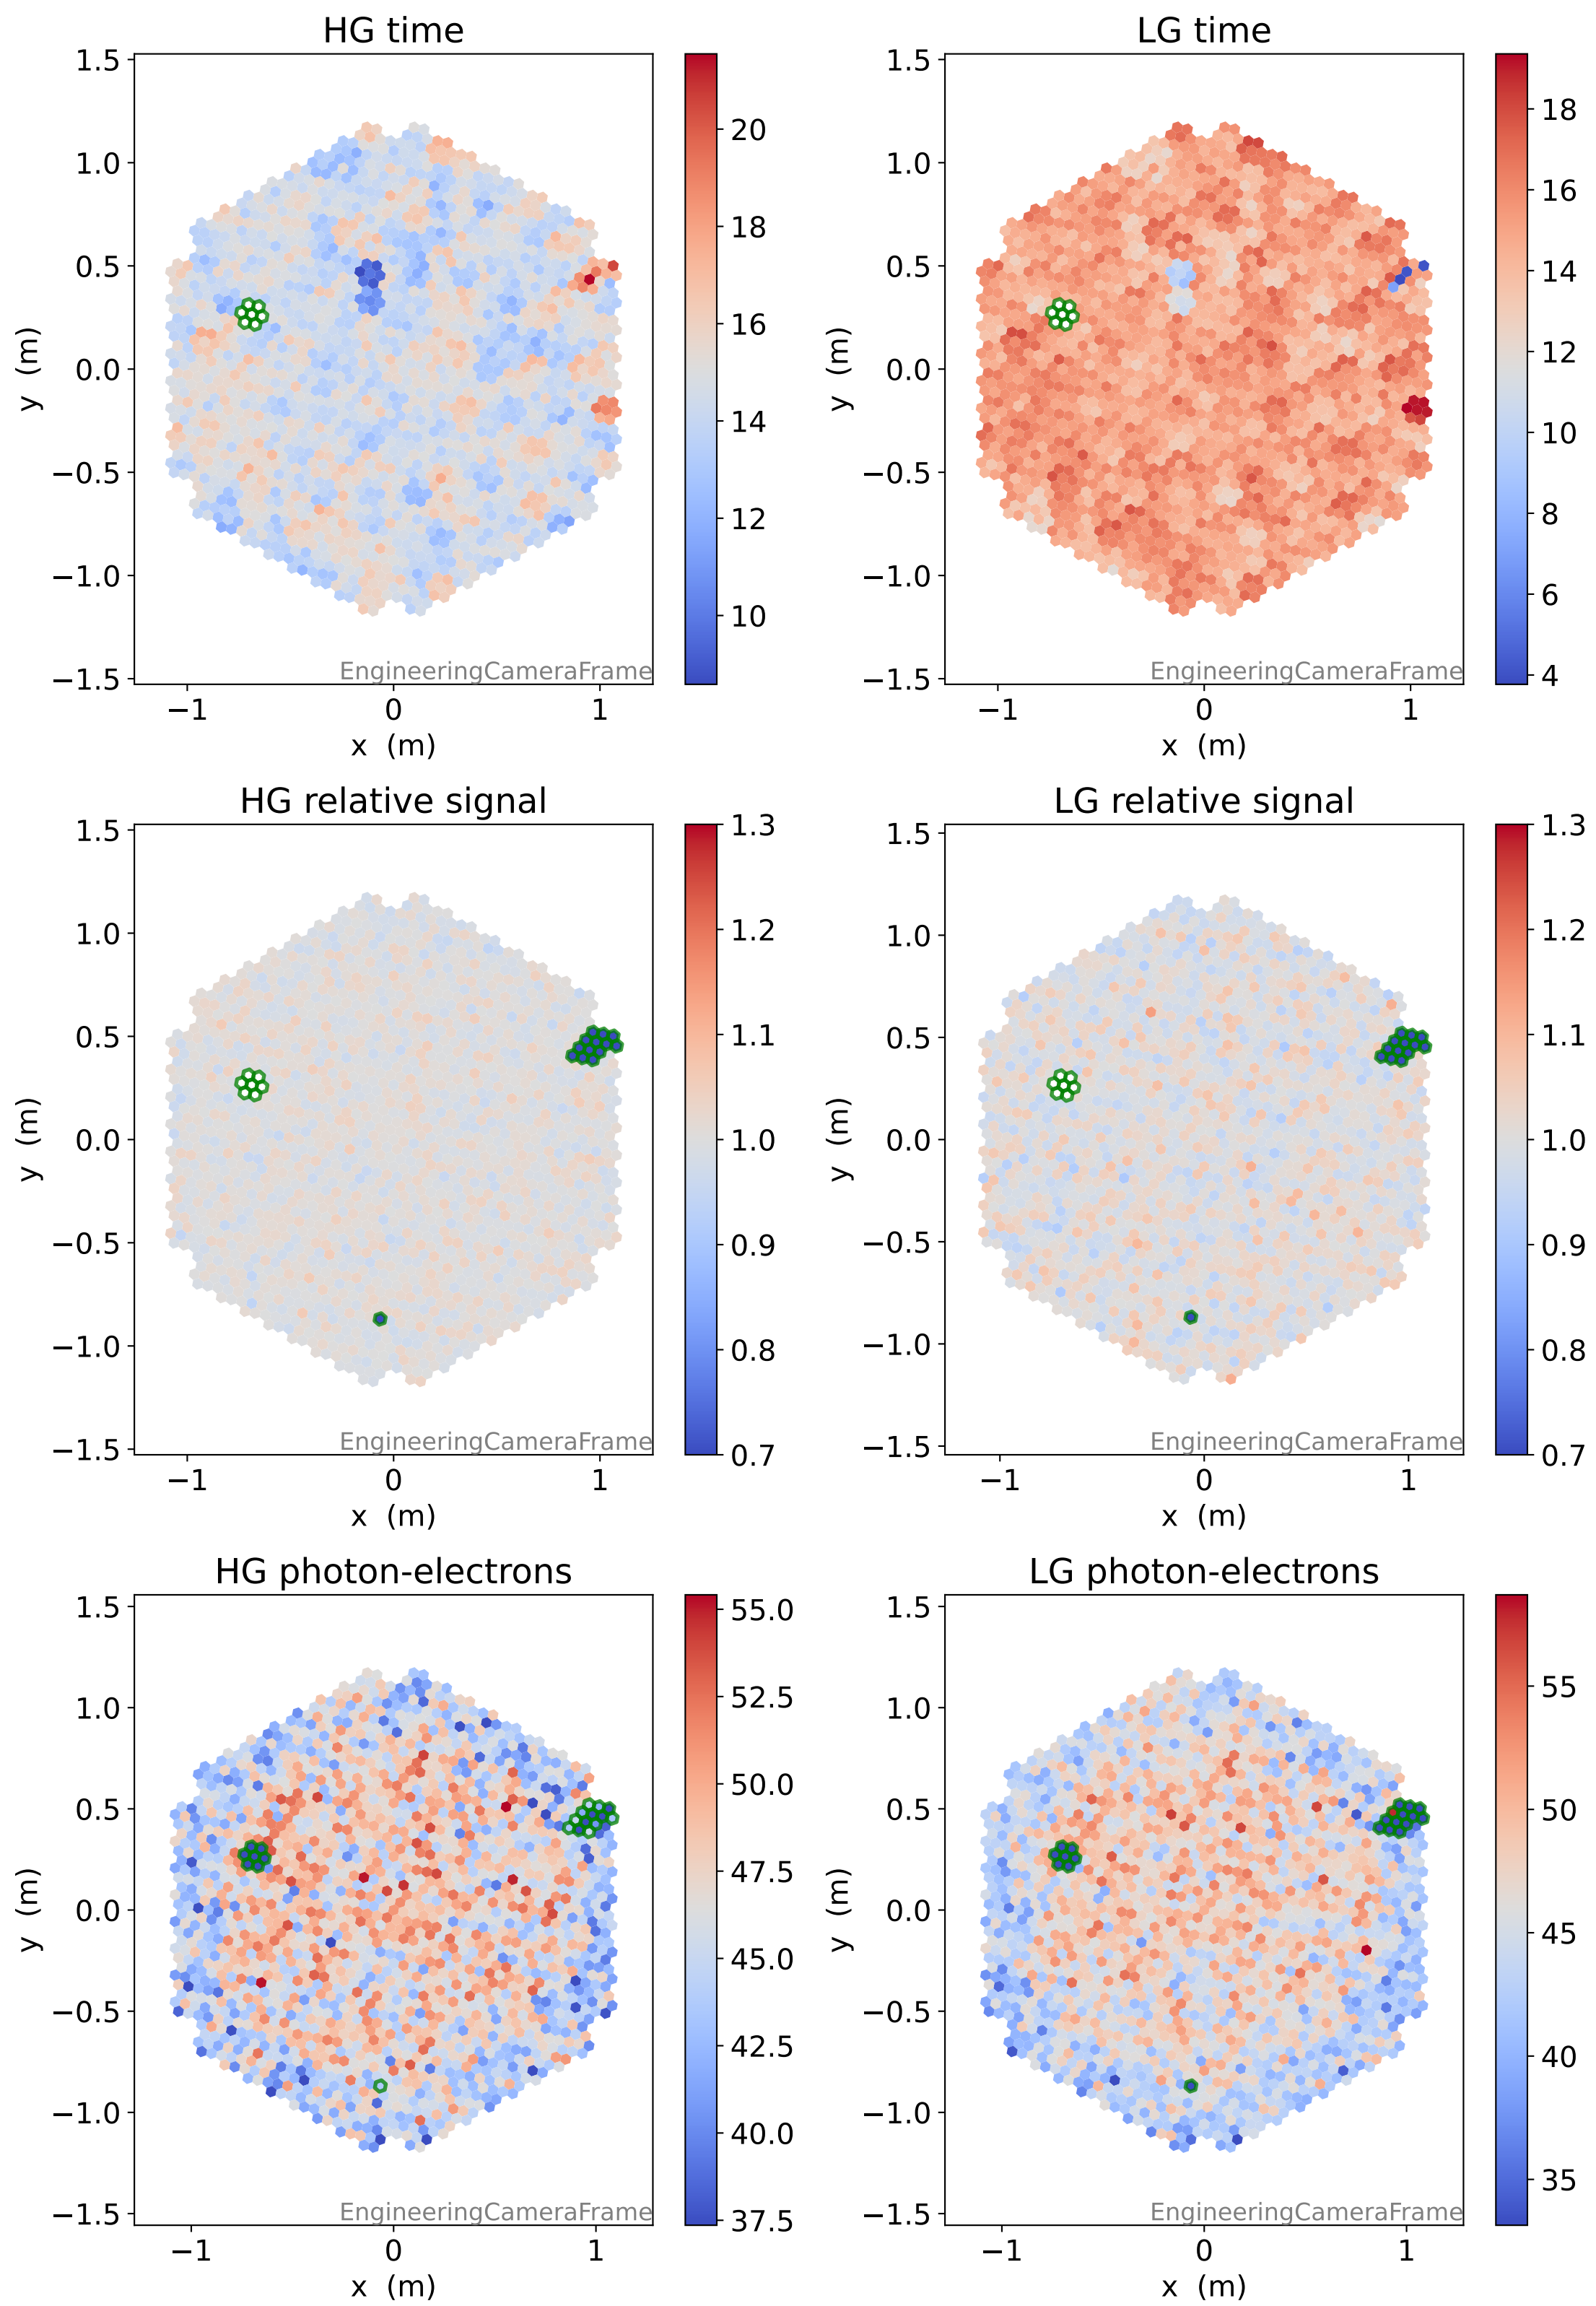 HG time
1.5
1.0
0.5
0.0
−0.5
−1.0
−1.5
y (m)
−1 0 1
x (m)
EngineeringCameraFrame
20
18
16
14
12
10
LG time
1.5
1.0
0.5
0.0
−0.5
−1.0
−1.5
y (m)
−1 0 1
x (m)
EngineeringCameraFrame
18
16
14
12
10
8
6
4
HG relative signal
1.5
1.0
0.5
0.0
−0.5
−1.0
−1.5
y (m)
−1 0 1
x (m)
EngineeringCameraFrame
1.3
1.2
1.1
1.0
0.9
0.8
0.7
LG relative signal
1.5
1.0
0.5
0.0
−0.5
−1.0
−1.5
y (m)
−1 0 1
x (m)
EngineeringCameraFrame
1.3
1.2
1.1
1.0
0.9
0.8
0.7
HG photon-electrons
1.5
1.0
0.5
0.0
−0.5
−1.0
−1.5
y (m)
−1 0 1
x (m)
EngineeringCameraFrame
55.0
52.5
50.0
47.5
45.0
42.5
40.0
37.5
LG photon-electrons
1.5
1.0
0.5
0.0
−0.5
−1.0
−1.5
y (m)
−1 0 1
x (m)
EngineeringCameraFrame
55
50
45
40
35